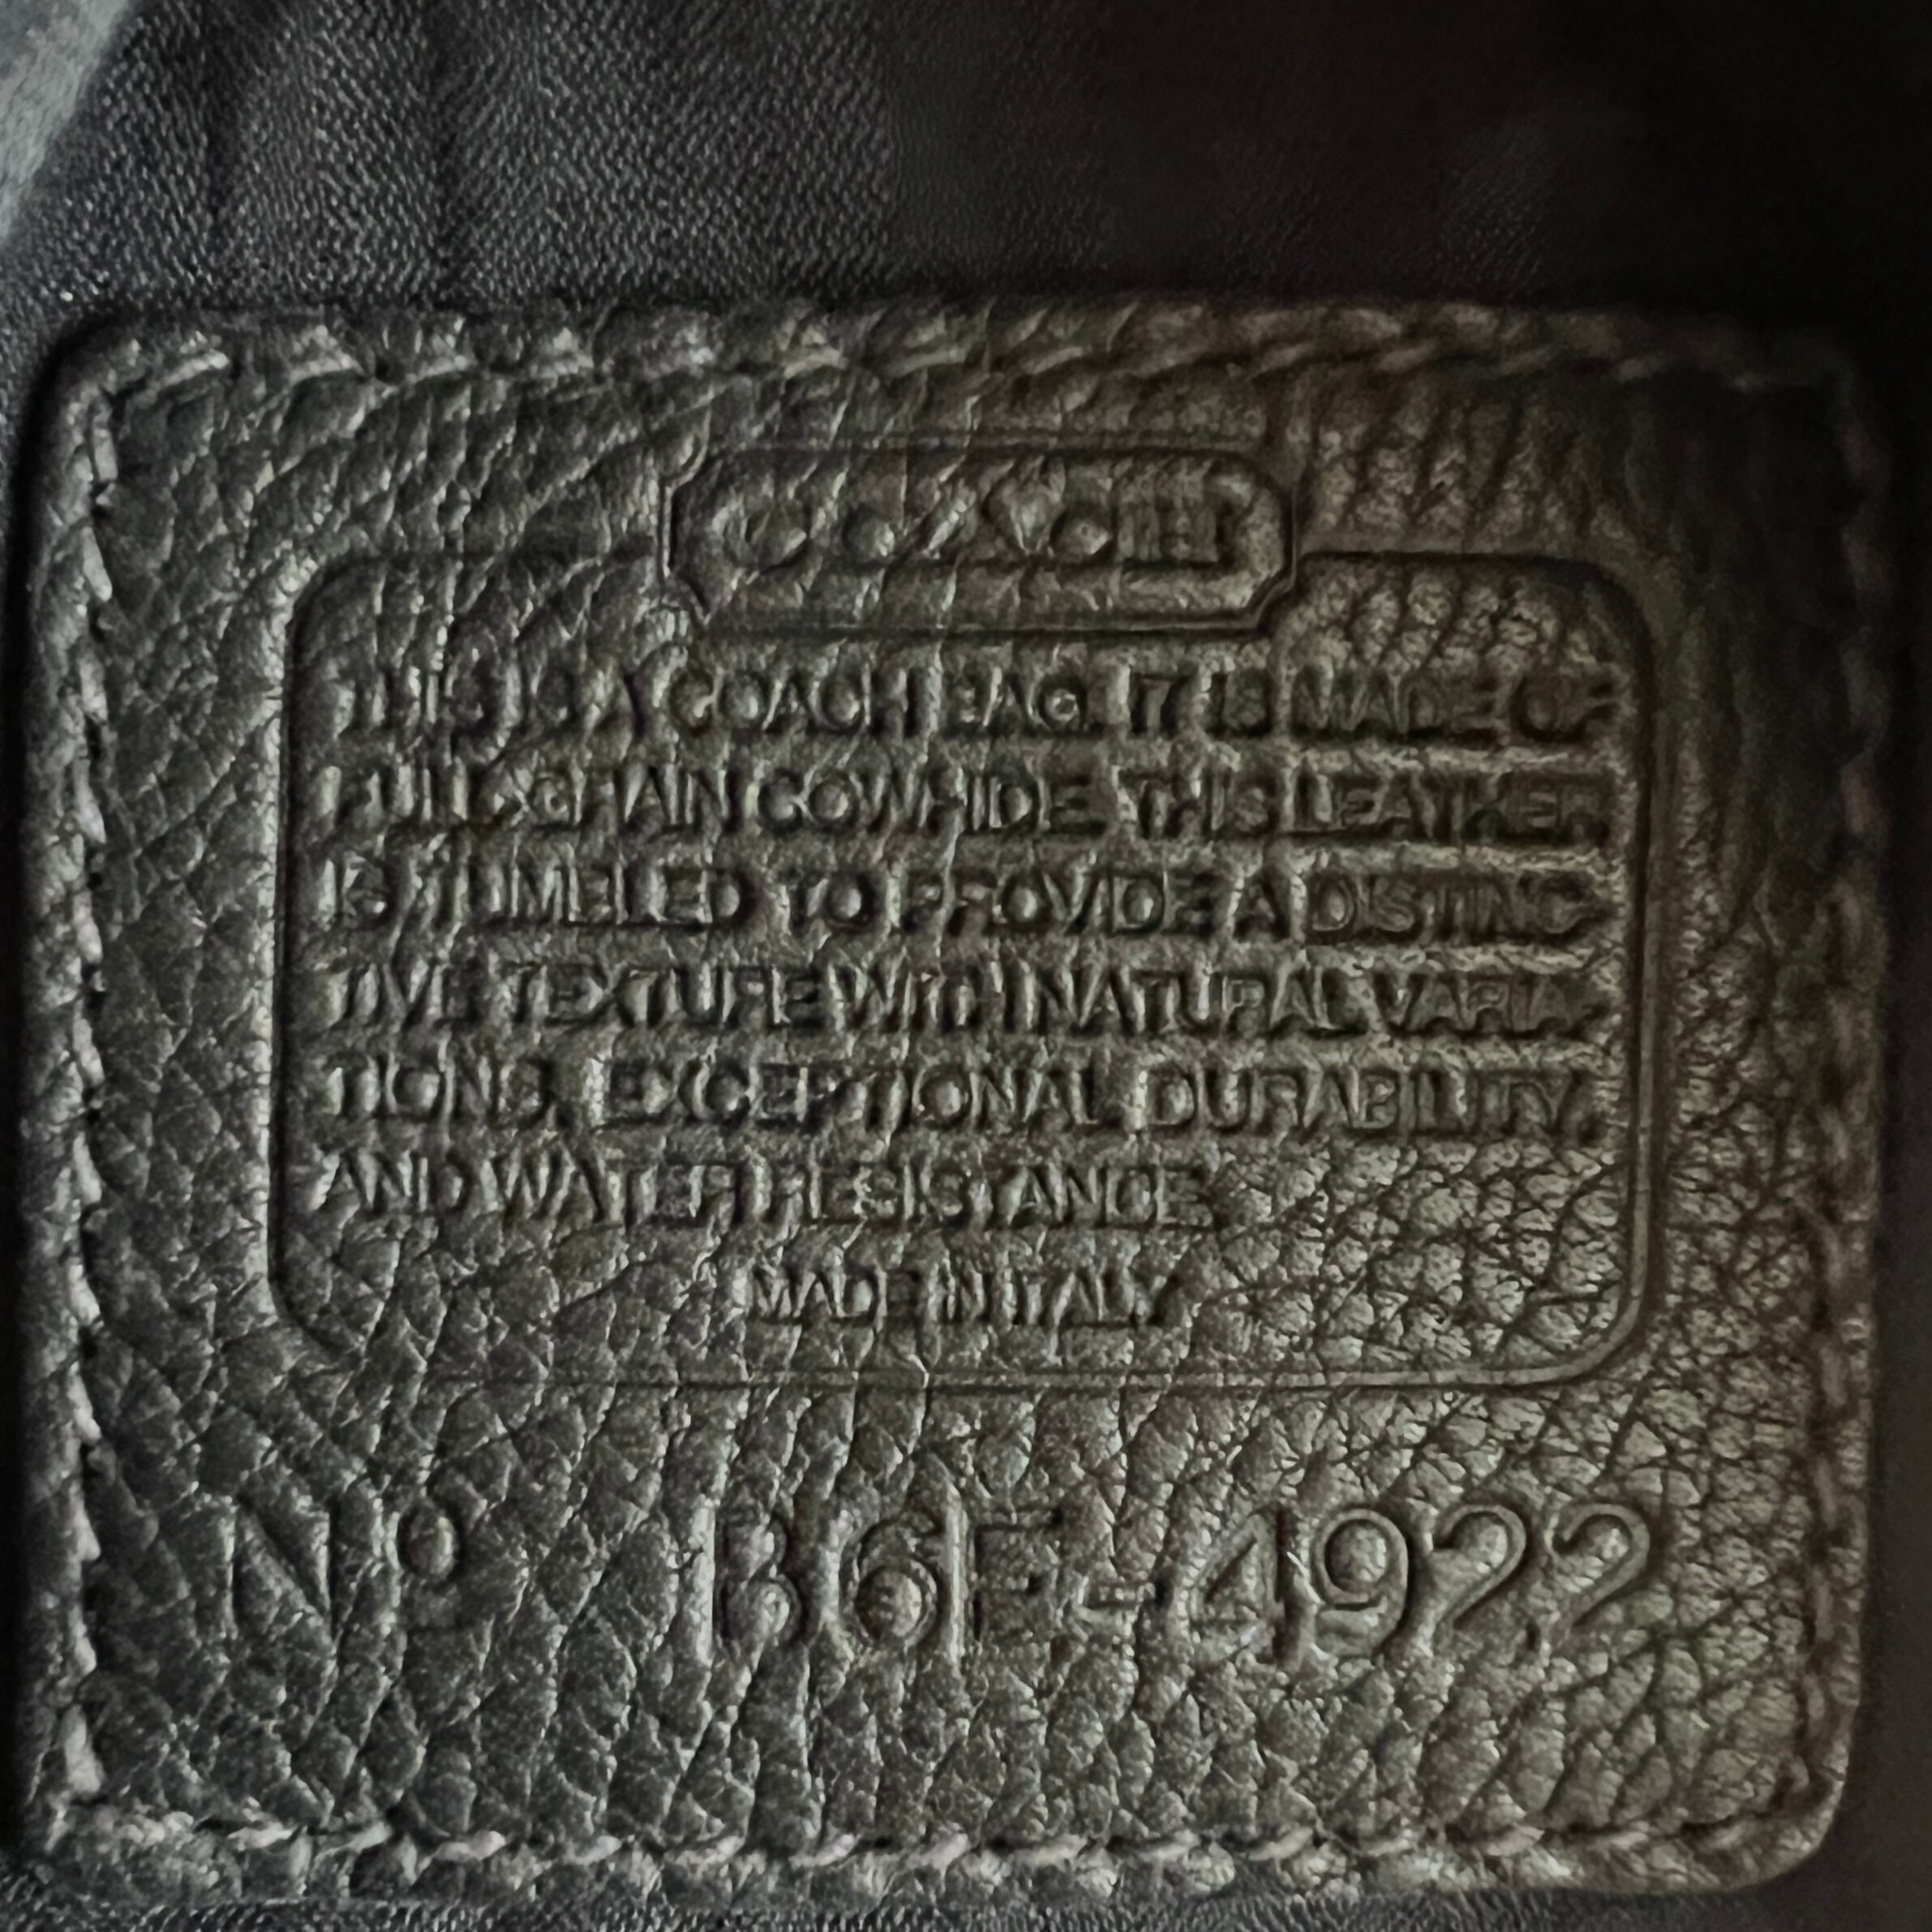 COACH
THIS IS A COACH BAG. IT IS MADE OF
FULL GRAIN COWHIDE. THIS LEATHER
IS TUMBLED TO PROVIDE A DISTINC-
TIVE TEXTURE WITH NATURAL VARIA-
TIONS, EXCEPTIONAL DURABILITY,
AND WATER RESISTANCE.
MADE IN ITALY
Nº B6E-4922